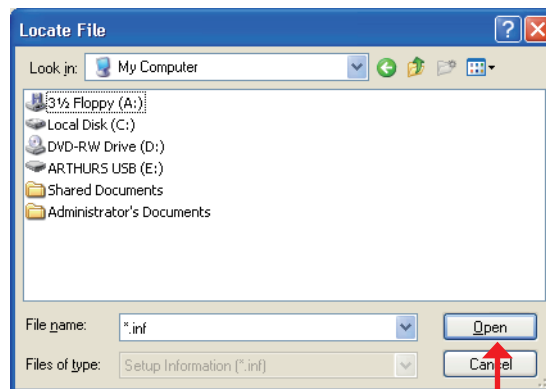 Locate File
Look in: My Computer
3½ Floppy (A:)
Local Disk (C:)
DVD-RW Drive (D:)
ARTHURS USB (E:)
Shared Documents
Administrator's Documents
File name: *.inf Open
Files of type: Setup Information (*.inf) Cancel